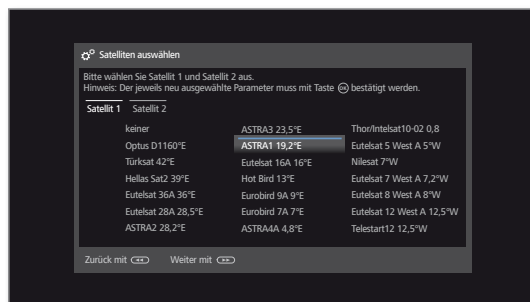 Satelliten auswählen
Bitte wählen Sie Satellit 1 und Satellit 2 aus.
Hinweis: Der jeweils neu ausgewählte Parameter muss mit Taste OK bestätigt werden.
Satellit 1 Satellit 2
keiner
Optus D1160°E
Türksat 42°E
Hellas Sat2 39°E
Eutelsat 36A 36°E
Eutelsat 28A 28,5°E
ASTRA2 28,2°E
ASTRA3 23,5°E
ASTRA1 19,2°E
Eutelsat 16A 16°E
Hot Bird 13°E
Eurobird 9A 9°E
Eurobird 7A 7°E
ASTRA4A 4,8°E
Thor/Intelsat10-02 0,8
Eutelsat 5 West A 5°W
Nilesat 7°W
Eutelsat 7 West A 7,2°W
Eutelsat 8 West A 8°W
Eutelsat 12 West A 12,5°W
Telestart12 12,5°W
Zurück mit Weiter mit